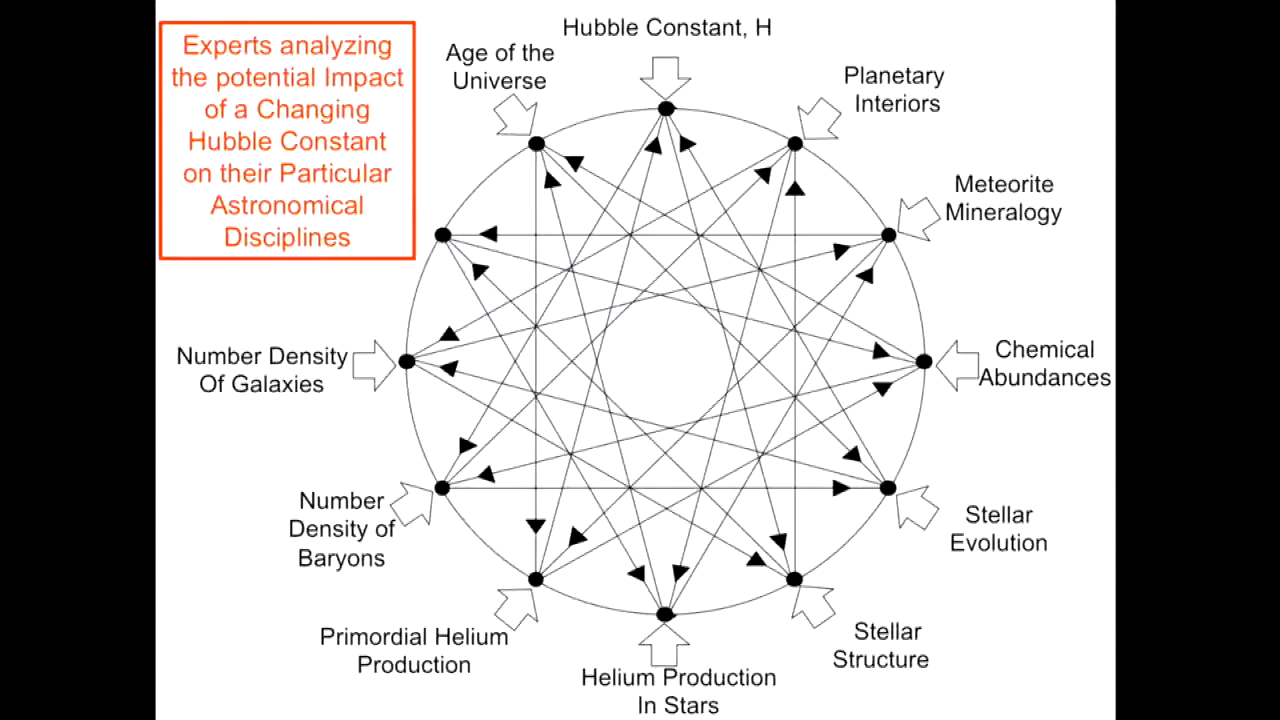 Experts analyzing
the potential Impact
of a Changing
Hubble Constant
on their Particular
Astronomical
Disciplines
Hubble Constant, H
Age of the
Universe
Planetary
Interiors
Meteorite
Mineralogy
Number Density
Of Galaxies
Chemical
Abundances
Number
Density of
Baryons
Stellar
Evolution
Primordial Helium
Production
Helium Production
In Stars
Stellar
Structure